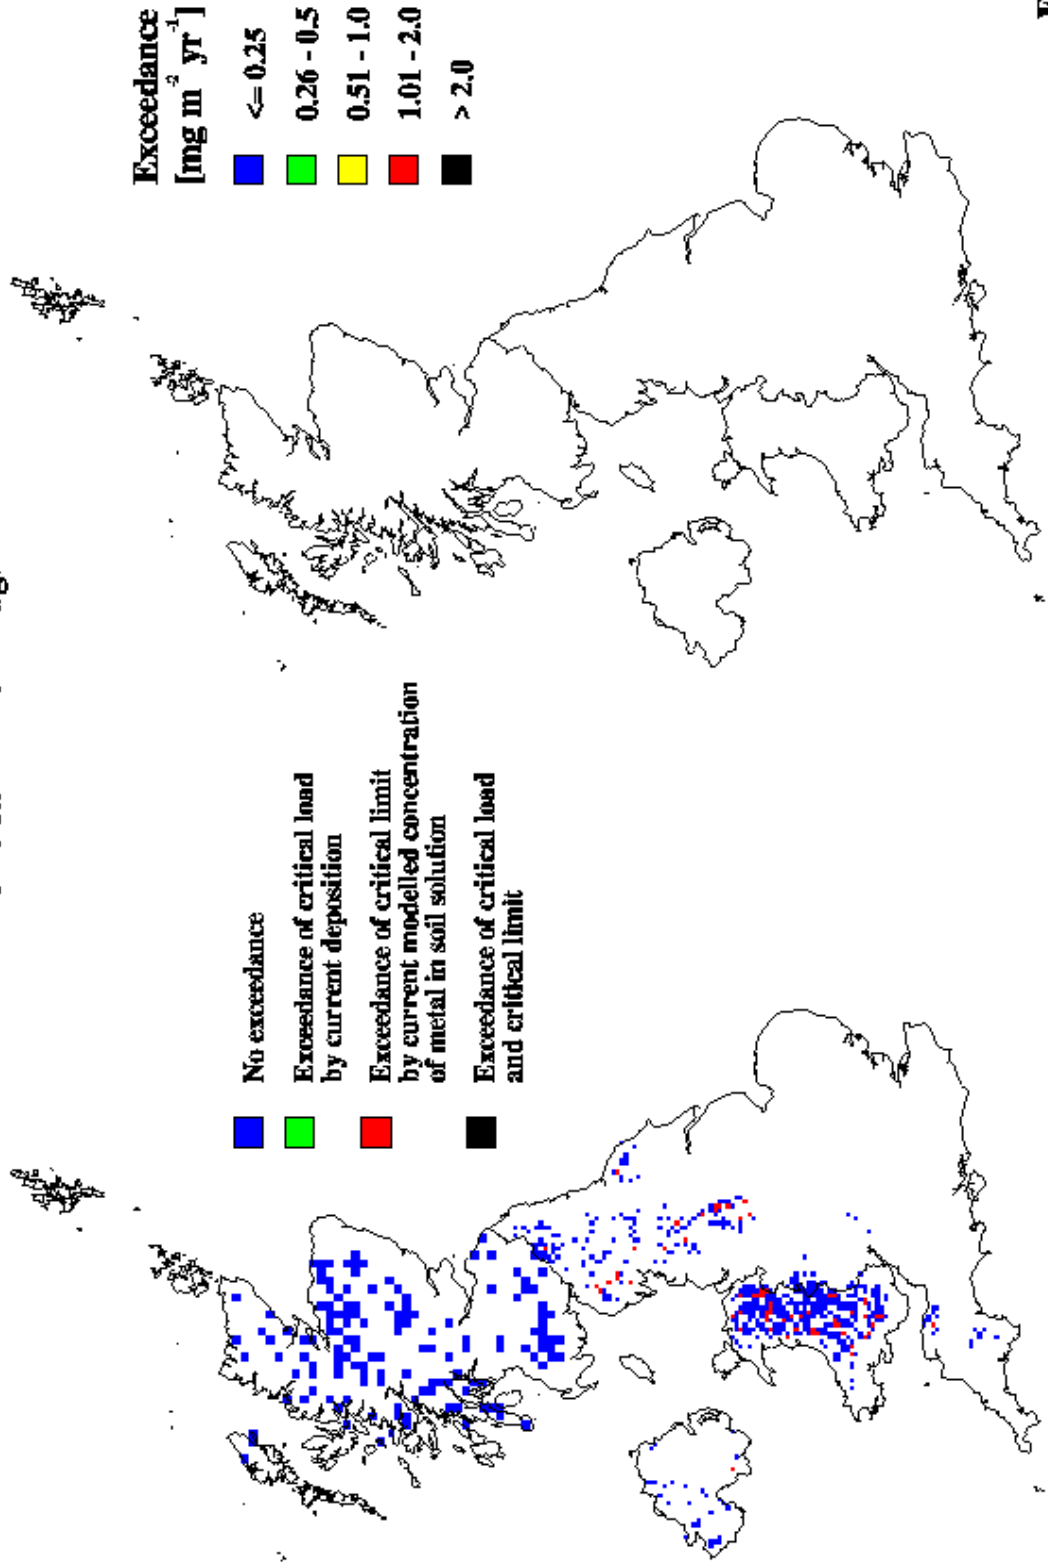 No exceedance
Exceedance of critical load
by current deposition
Exceedance of critical limit
by current modelled concentration
of metal in soil solution
Exceedance of critical load
and critical limit
Exceedance
[mg m⁻² yr⁻¹]
<= 0.25
0.26 - 0.5
0.51 - 1.0
1.01 - 2.0
> 2.0